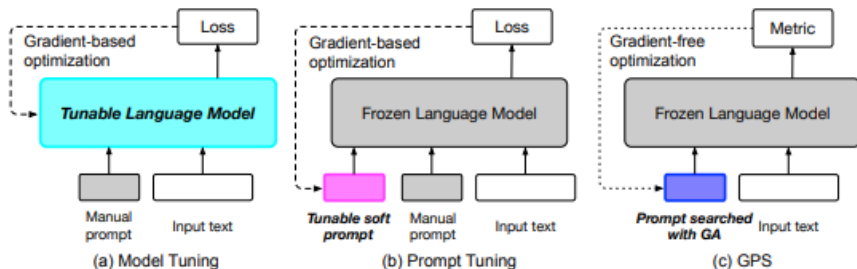 Loss
Gradient-based
optimization
Tunable Language Model
Manual
prompt
Input text
(a) Model Tuning
Loss
Gradient-based
optimization
Frozen Language Model
Tunable soft
prompt
Manual
prompt
Input text
(b) Prompt Tuning
Metric
Gradient-free
optimization
Frozen Language Model
Prompt searched
with GA
Input text
(c) GPS